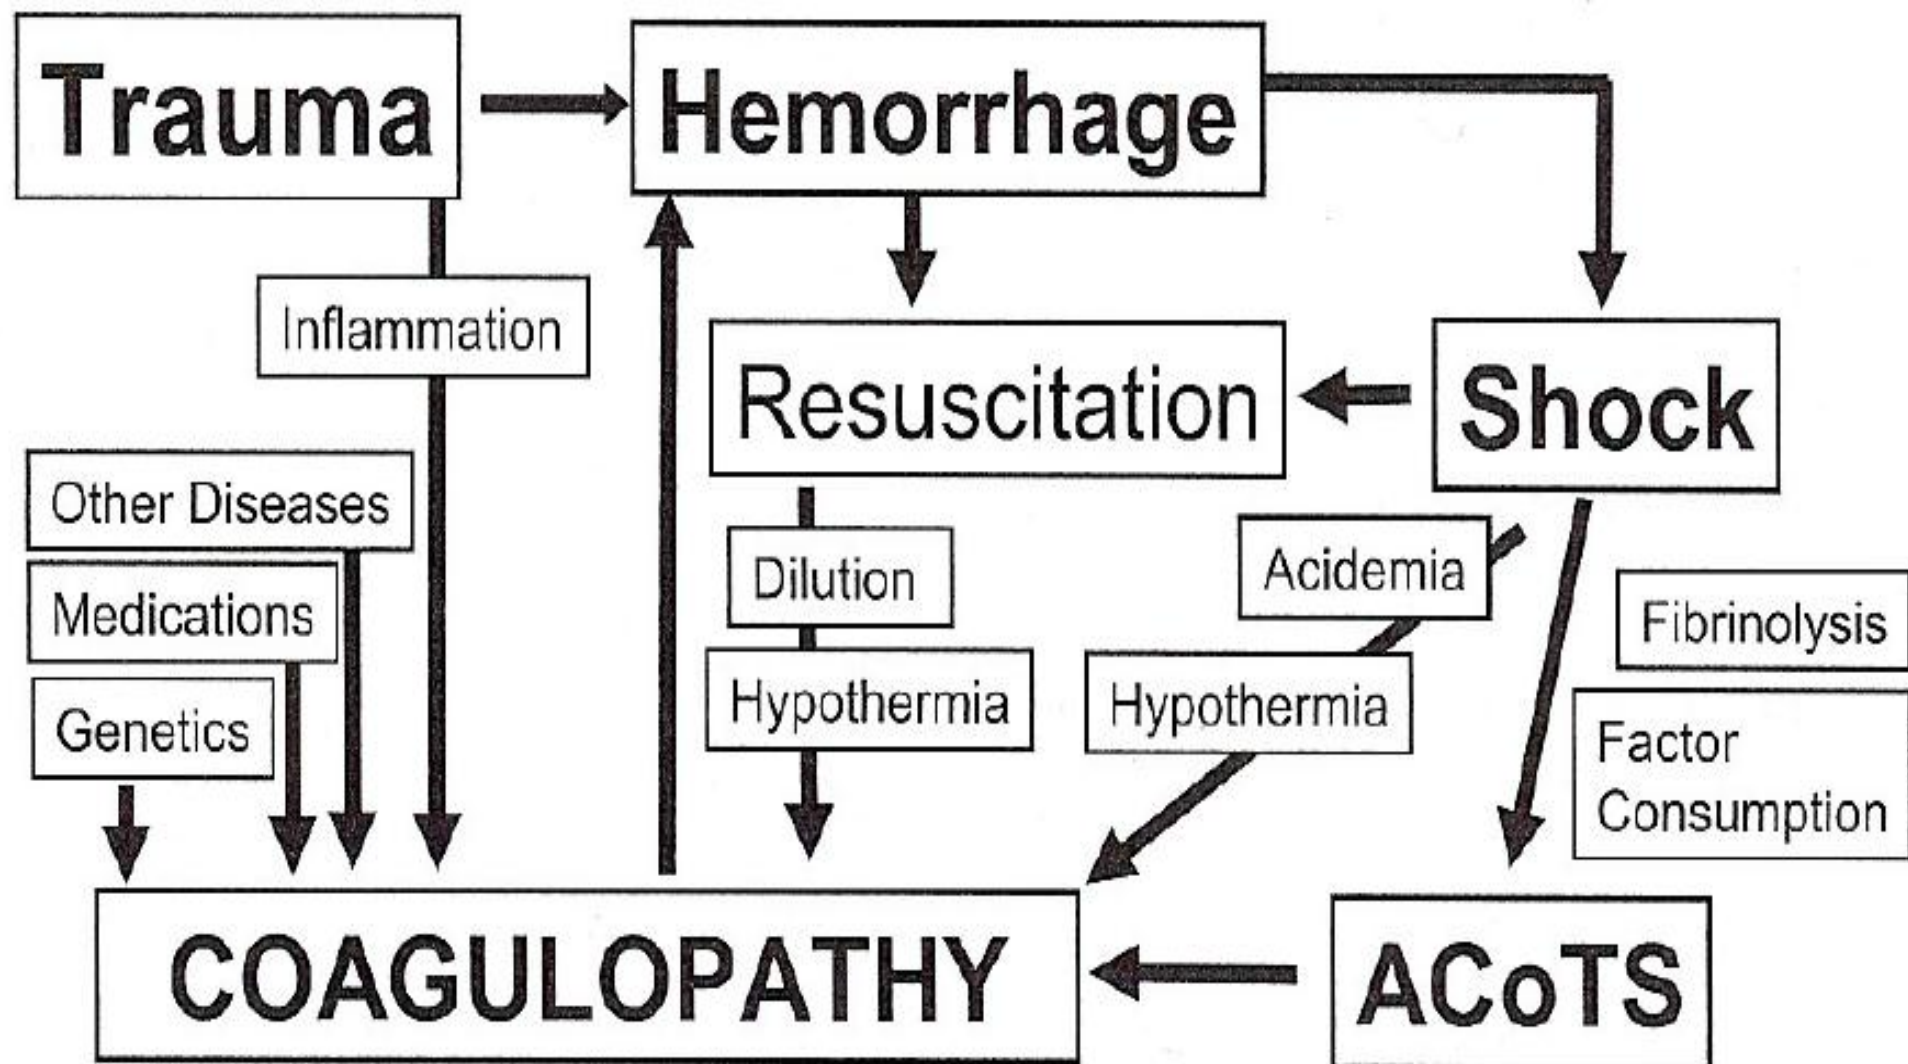 Trauma
Hemorrhage
Inflammation
Resuscitation
Shock
Other Diseases
Medications
Genetics
Dilution
Hypothermia
Acidemia
Hypothermia
Fibrinolysis
Factor
Consumption
COAGULOPATHY
ACoTS